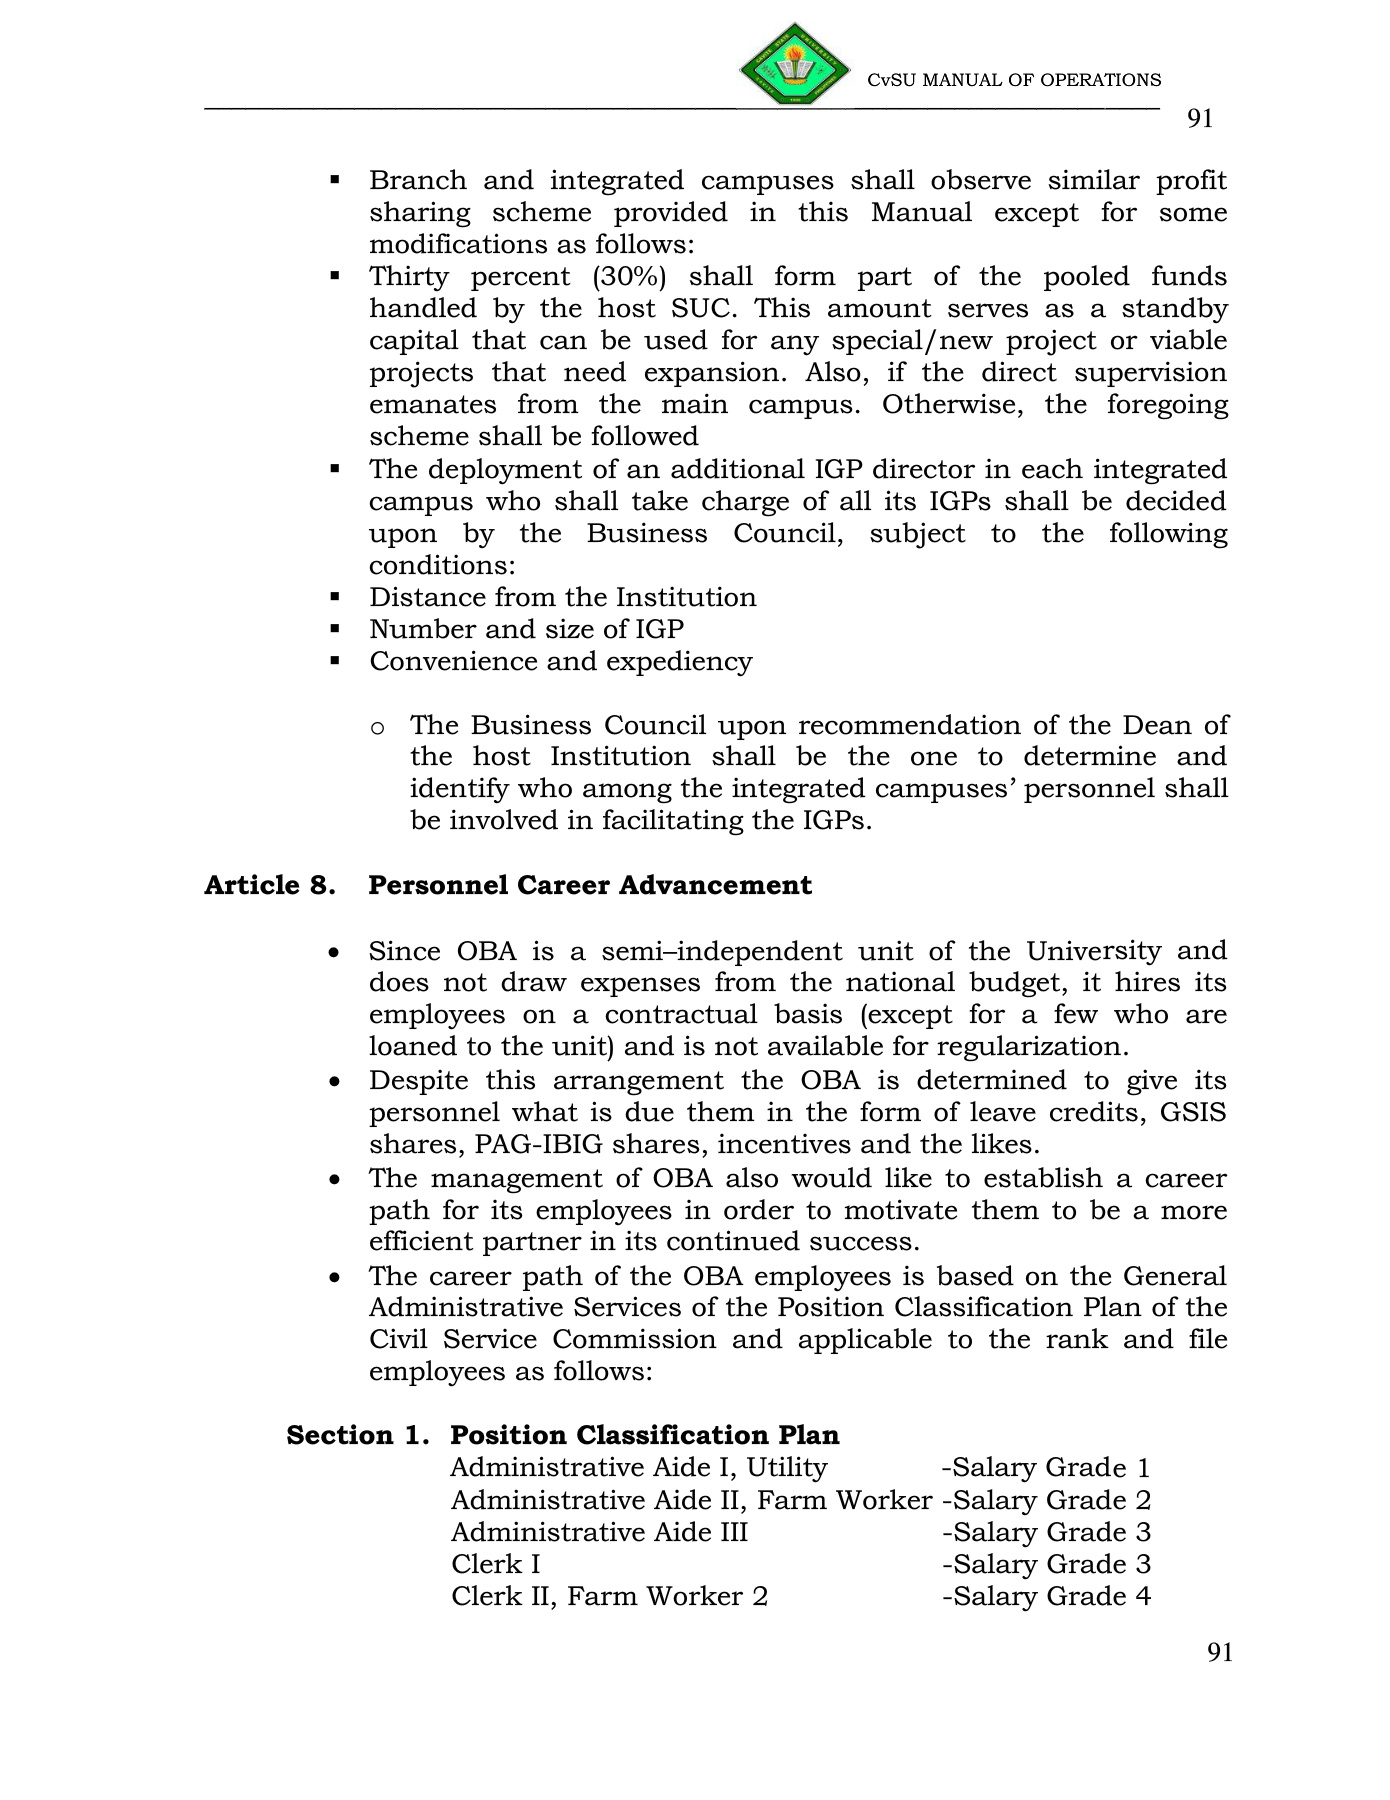 CvSU MANUAL OF OPERATIONS
91
▪ Branch and integrated campuses shall observe similar profit
sharing scheme provided in this Manual except for some
modifications as follows:
▪ Thirty percent (30%) shall form part of the pooled funds
handled by the host SUC. This amount serves as a standby
capital that can be used for any special/new project or viable
projects that need expansion. Also, if the direct supervision
emanates from the main campus. Otherwise, the foregoing
scheme shall be followed
▪ The deployment of an additional IGP director in each integrated
campus who shall take charge of all its IGPs shall be decided
upon by the Business Council, subject to the following
conditions:
▪ Distance from the Institution
▪ Number and size of IGP
▪ Convenience and expediency
o The Business Council upon recommendation of the Dean of
the host Institution shall be the one to determine and
identify who among the integrated campuses’ personnel shall
be involved in facilitating the IGPs.
Article 8. Personnel Career Advancement
• Since OBA is a semi–independent unit of the University and
does not draw expenses from the national budget, it hires its
employees on a contractual basis (except for a few who are
loaned to the unit) and is not available for regularization.
• Despite this arrangement the OBA is determined to give its
personnel what is due them in the form of leave credits, GSIS
shares, PAG-IBIG shares, incentives and the likes.
• The management of OBA also would like to establish a career
path for its employees in order to motivate them to be a more
efficient partner in its continued success.
• The career path of the OBA employees is based on the General
Administrative Services of the Position Classification Plan of the
Civil Service Commission and applicable to the rank and file
employees as follows:
Section 1. Position Classification Plan
Administrative Aide I, Utility -Salary Grade 1
Administrative Aide II, Farm Worker -Salary Grade 2
Administrative Aide III -Salary Grade 3
Clerk I -Salary Grade 3
Clerk II, Farm Worker 2 -Salary Grade 4
91